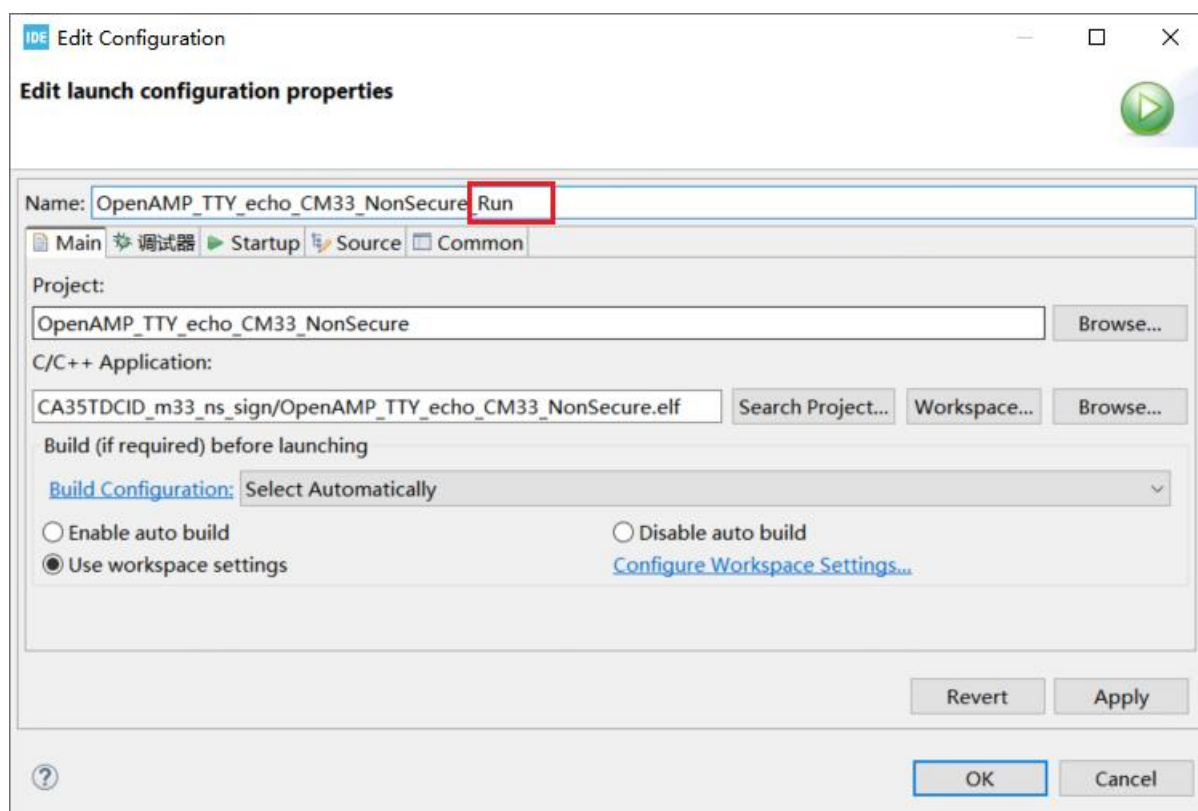 IDE Edit Configuration
Edit launch configuration properties
Name: OpenAMP_TTY_echo_CM33_NonSecure_Run
Main 调试器 Startup Source Common
Project:
OpenAMP_TTY_echo_CM33_NonSecure Browse...
C/C++ Application:
CA35TDCID_m33_ns_sign/OpenAMP_TTY_echo_CM33_NonSecure.elf Search Project... Workspace... Browse...
Build (if required) before launching
Build Configuration: Select Automatically
Enable auto build Disable auto build
Use workspace settings Configure Workspace Settings...
Revert Apply
? OK Cancel